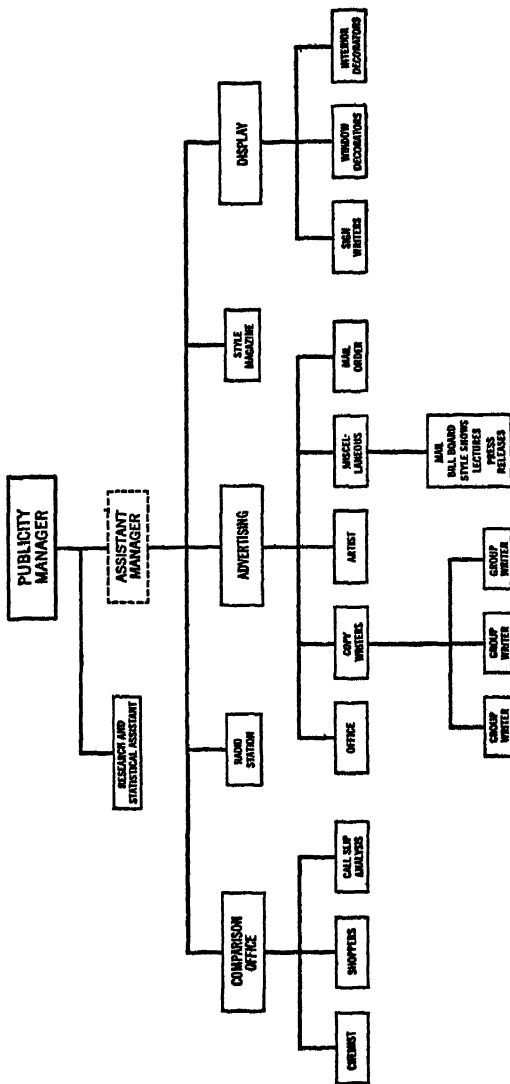 PUBLICITY
MANAGER
RESEARCH AND
STATISTICAL ASSISTANT
ASSISTANT
MANAGER
COMPARISON
OFFICE
RADIO
STATION
ADVERTISING
STYLE
MAGAZINE
DISPLAY
CHEMIST
SHOPPERS
CALL SLIP
ANALYSIS
OFFICE
COPY
WRITERS
ARTIST
MISCEL-
LANEOUS
MAIL
ORDER
SIGN
WRITERS
WINDOW
DECORATORS
INTERIOR
DECORATORS
GROUP
WRITER
GROUP
WRITER
GROUP
WRITER
MAIL
BILL BOARD
STYLE SHOWS
LECTURES
PRESS
RELEASES